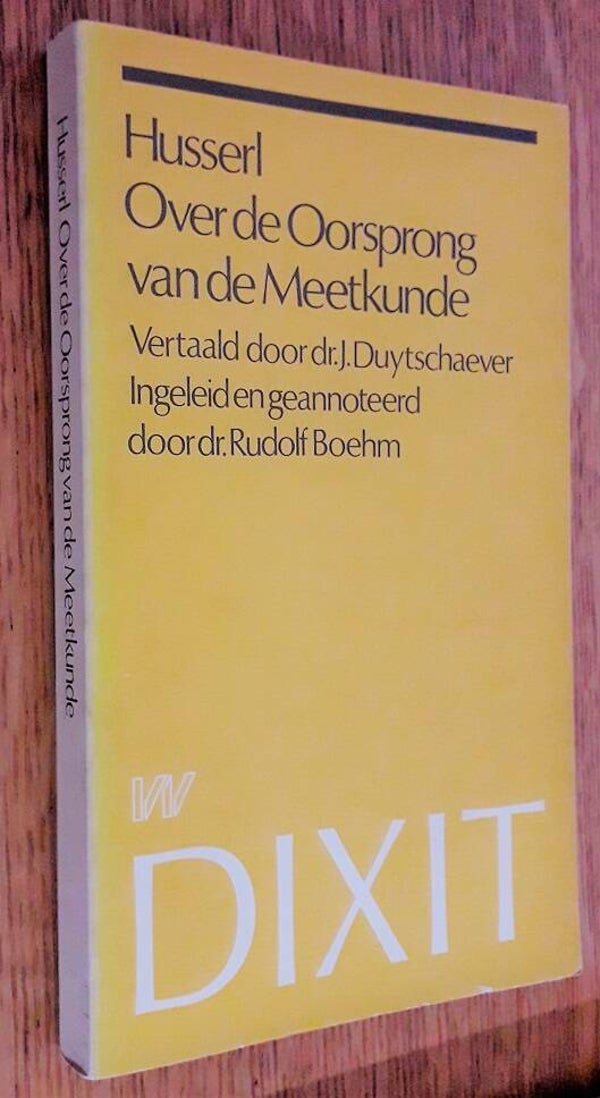 Husserl
Over de Oorsprong
van de Meetkunde
Vertaald door dr. J. Duytschaever
Ingeleid en geannoteerd
door dr. Rudolf Boehm
DIXIT
Husserl Over de Oorsprong van de Meetkunde